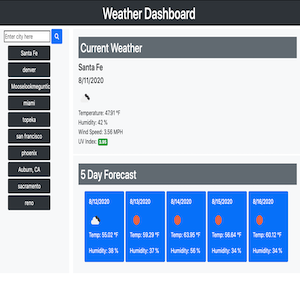 Weather Dashboard
Enter city here
Santa Fe
denver
Mooselookmeguntic
miami
topeka
san francisco
phoenix
Auburn, CA
sacramento
reno
Current Weather
Santa Fe
8/11/2020
Temperature: 47.91 °F
Humidity: 42 %
Wind Speed: 3.56 MPH
UV Index:
5 Day Forecast
8/12/2020 8/13/2020 8/14/2020 8/15/2020 8/16/2020
Temp: 55.02 °F Temp: 59.29 °F Temp: 63.95 °F Temp: 56.64 °F Temp: 60.12 °F
Humidity: 38 % Humidity: 37 % Humidity: 56 % Humidity: 34 % Humidity: 34 %